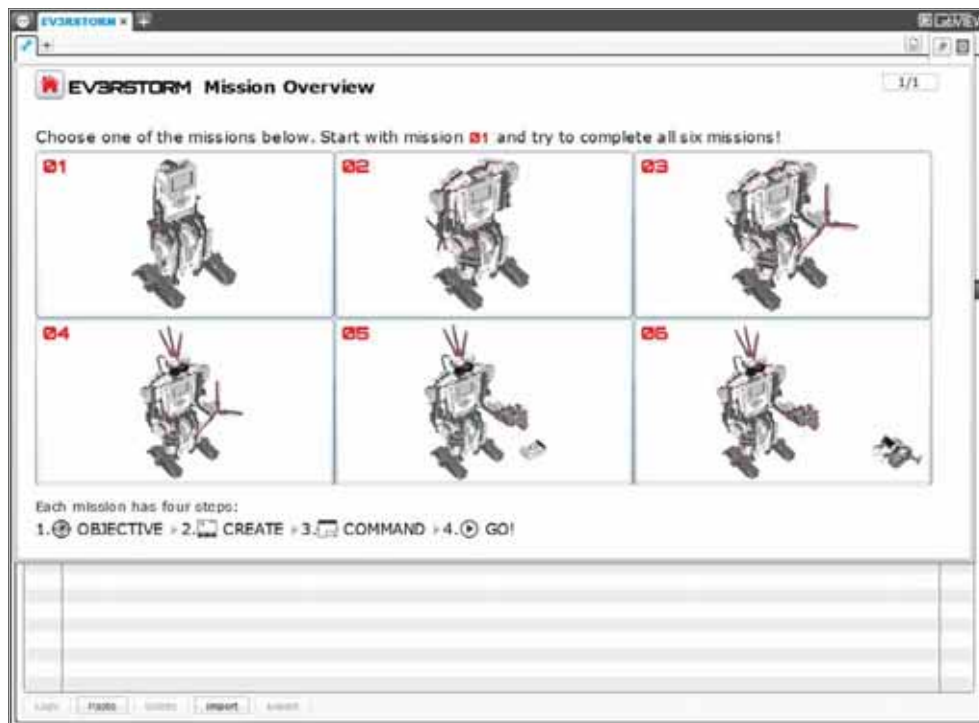 EV3RSTORM × +
+
EV3RSTORM Mission Overview
1/1
Choose one of the missions below. Start with mission 01 and try to complete all six missions!
01
02
03
04
05
06
Each mission has four steps:
1. OBJECTIVE 2. CREATE 3. COMMAND 4. GO!
Import